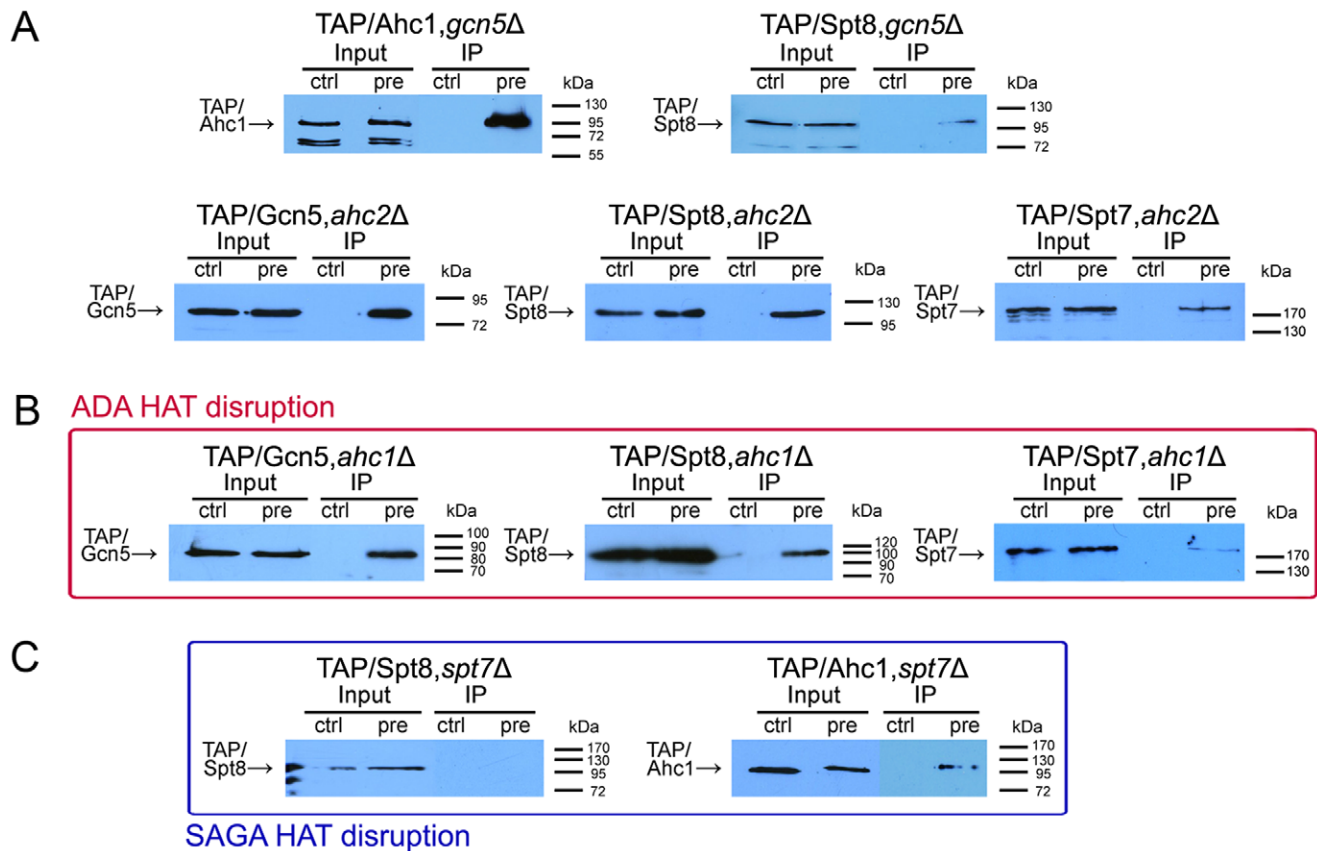 A
TAP/Ahc1,gcn5Δ
Input IP
ctrl pre ctrl pre kDa
TAP/
Ahc1→
130
95
72
55
TAP/Spt8,gcn5Δ
Input IP
ctrl pre ctrl pre kDa
TAP/
Spt8→
130
95
72
TAP/Gcn5,ahc2Δ
Input IP
ctrl pre ctrl pre kDa
TAP/
Gcn5→
95
72
TAP/Spt8,ahc2Δ
Input IP
ctrl pre ctrl pre kDa
TAP/
Spt8→
130
95
TAP/Spt7,ahc2Δ
Input IP
ctrl pre ctrl pre kDa
TAP/
Spt7→
170
130
B
ADA HAT disruption
TAP/Gcn5,ahc1Δ
Input IP
ctrl pre ctrl pre kDa
TAP/
Gcn5→
100
90
80
70
TAP/Spt8,ahc1Δ
Input IP
ctrl pre ctrl pre kDa
TAP/
Spt8→
120
100
90
70
TAP/Spt7,ahc1Δ
Input IP
ctrl pre ctrl pre kDa
TAP/
Spt7→
170
130
C
TAP/Spt8,spt7Δ
Input IP
ctrl pre ctrl pre kDa
TAP/
Spt8→
170
130
95
72
TAP/Ahc1,spt7Δ
Input IP
ctrl pre ctrl pre kDa
TAP/
Ahc1→
170
130
95
72
SAGA HAT disruption